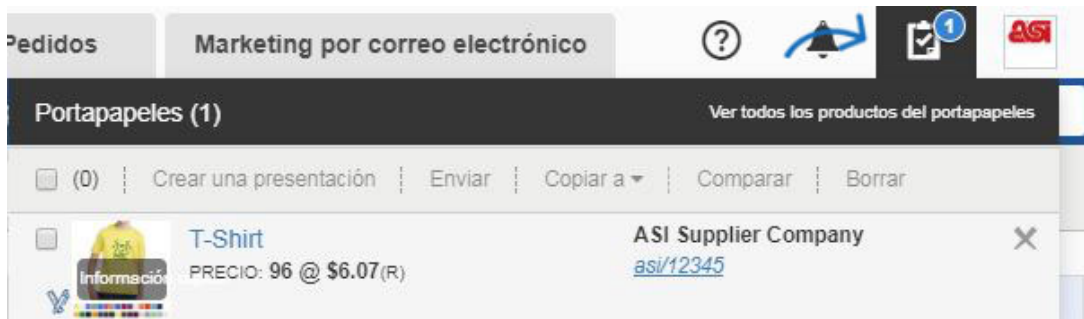 Pedidos
Marketing por correo electrónico
?
1
ASI
Portapapeles (1)
Ver todos los productos del portapapeles
(0)
Crear una presentación
Enviar
Copiar a
Comparar
Borrar
T-Shirt
ASI Supplier Company
Información
PRECIO: 96 @ $6.07(R)
asi/12345